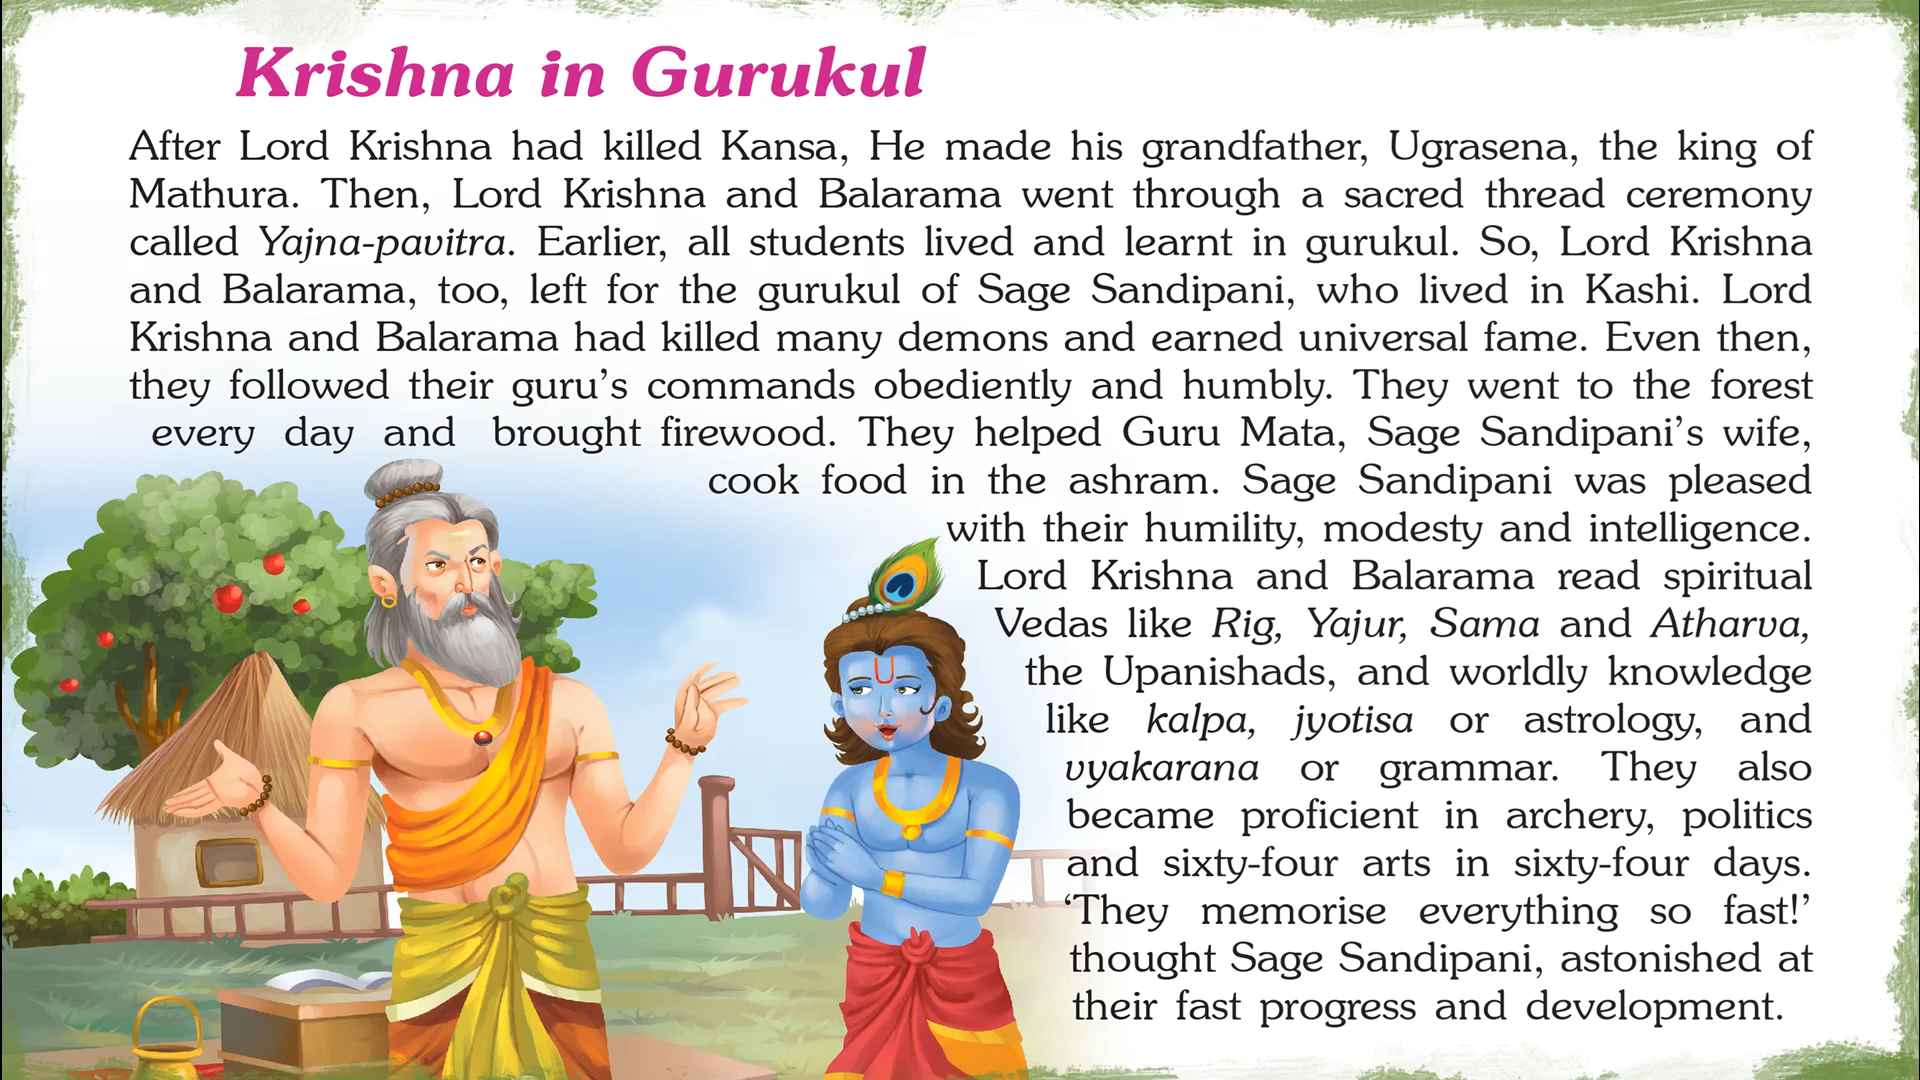 Krishna in Gurukul
After Lord Krishna had killed Kansa, He made his grandfather, Ugrasena, the king of
Mathura. Then, Lord Krishna and Balarama went through a sacred thread ceremony
called Yajna-pavitra. Earlier, all students lived and learnt in gurukul. So, Lord Krishna
and Balarama, too, left for the gurukul of Sage Sandipani, who lived in Kashi. Lord
Krishna and Balarama had killed many demons and earned universal fame. Even then,
they followed their guru’s commands obediently and humbly. They went to the forest
every day and brought firewood. They helped Guru Mata, Sage Sandipani’s wife,
cook food in the ashram. Sage Sandipani was pleased
with their humility, modesty and intelligence.
Lord Krishna and Balarama read spiritual
Vedas like Rig, Yajur, Sama and Atharva,
the Upanishads, and worldly knowledge
like kalpa, jyotisa or astrology, and
vyakarana or grammar. They also
became proficient in archery, politics
and sixty-four arts in sixty-four days.
‘They memorise everything so fast!’
thought Sage Sandipani, astonished at
their fast progress and development.